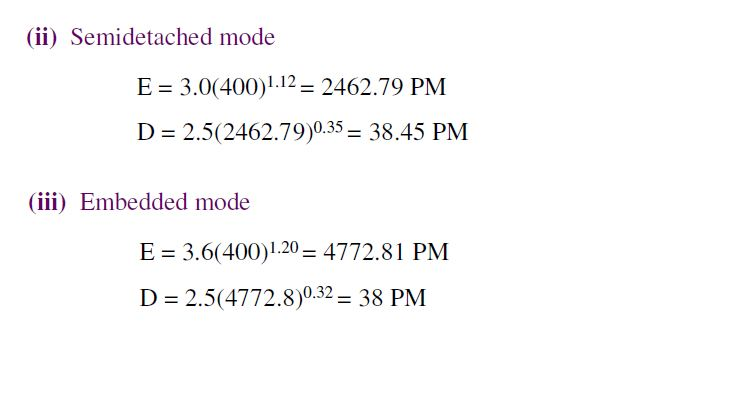 (ii) Semidetached mode
E = 3.0(400)^1.12 = 2462.79 PM
D = 2.5(2462.79)^0.35 = 38.45 PM
(iii) Embedded mode
E = 3.6(400)^1.20 = 4772.81 PM
D = 2.5(4772.8)^0.32 = 38 PM